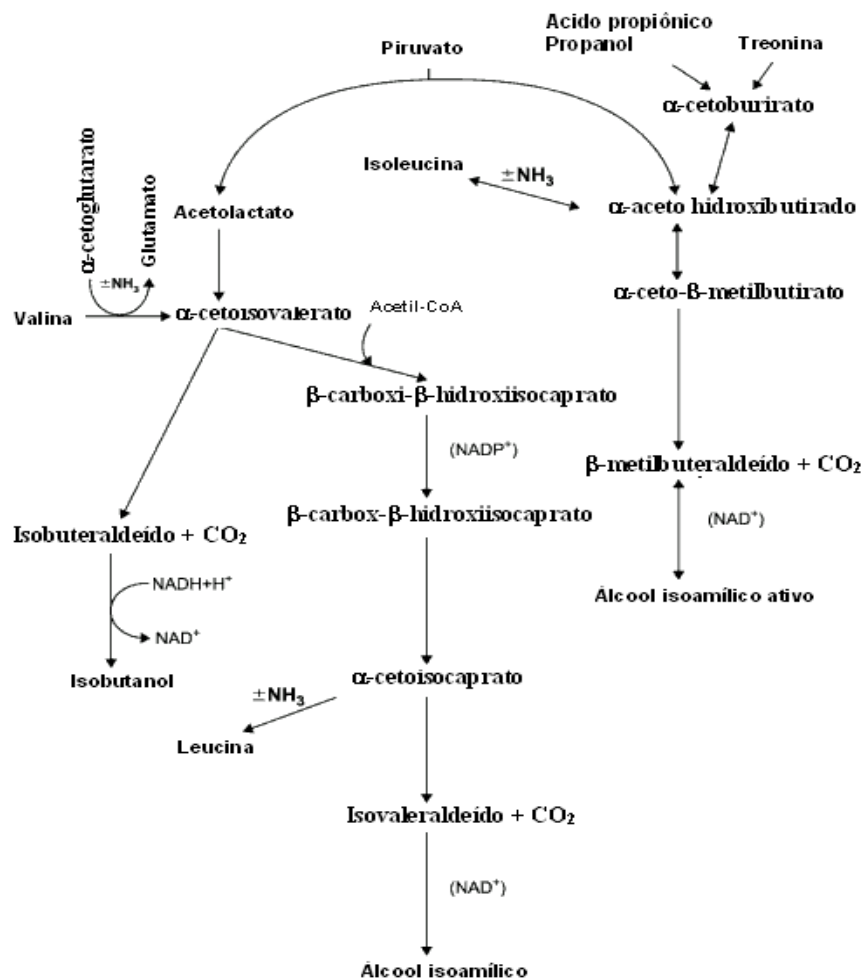 Acido propiônico
Propanol
Treonina
Piruvato
α-cetoburirato
Isoleucina
±NH₃
α-aceto hidroxibutirado
α-cetoglutarato
Glutamato
Acetolactato
±NH₃
α-ceto-β-metilbutirato
Valina
α-cetoisovalerato
Acetil-CoA
β-carboxi-β-hidroxiisocaprato
(NADP⁺)
β-metilbuteraldeído + CO₂
β-carbox-β-hidroxiisocaprato
(NAD⁺)
Isobuteraldeído + CO₂
NADH+H⁺
Álcool isoamílico ativo
NAD⁺
Isobutanol
α-cetoisocaprato
±NH₃
Leucina
Isovaleraldeído + CO₂
(NAD⁺)
Álcool isoamílico